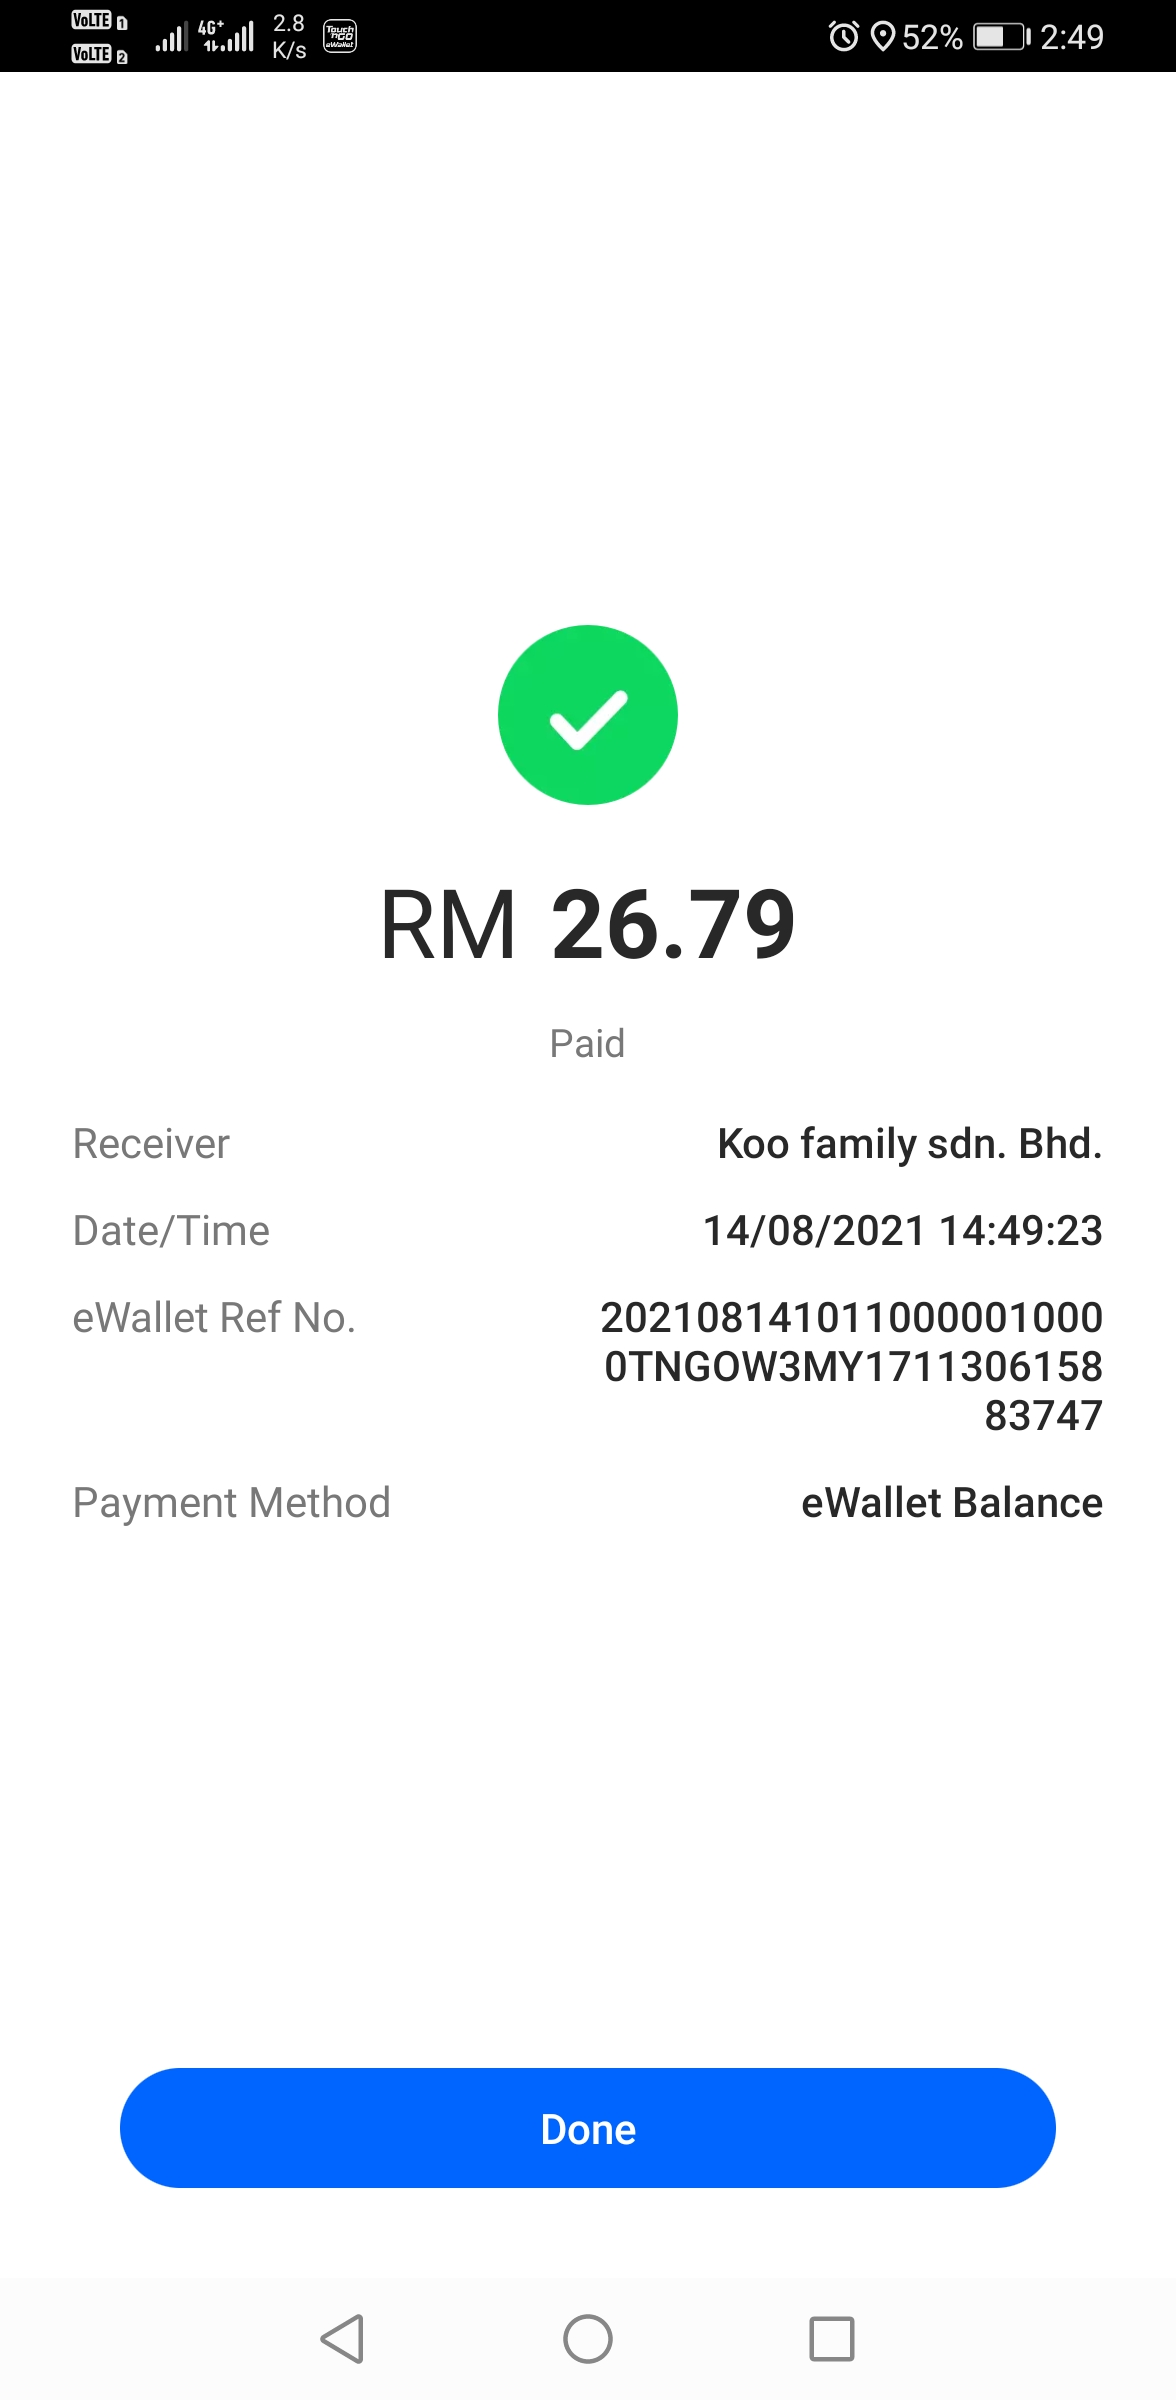 VoLTE 1
VoLTE 2
4G+
2.8
K/s
Touch
'n GO
eWallet
52%
2:49
RM 26.79
Paid
Receiver Koo family sdn. Bhd.
Date/Time 14/08/2021 14:49:23
eWallet Ref No. 202108141011000001000
0TNGOW3MY1711306158
83747
Payment Method eWallet Balance
Done